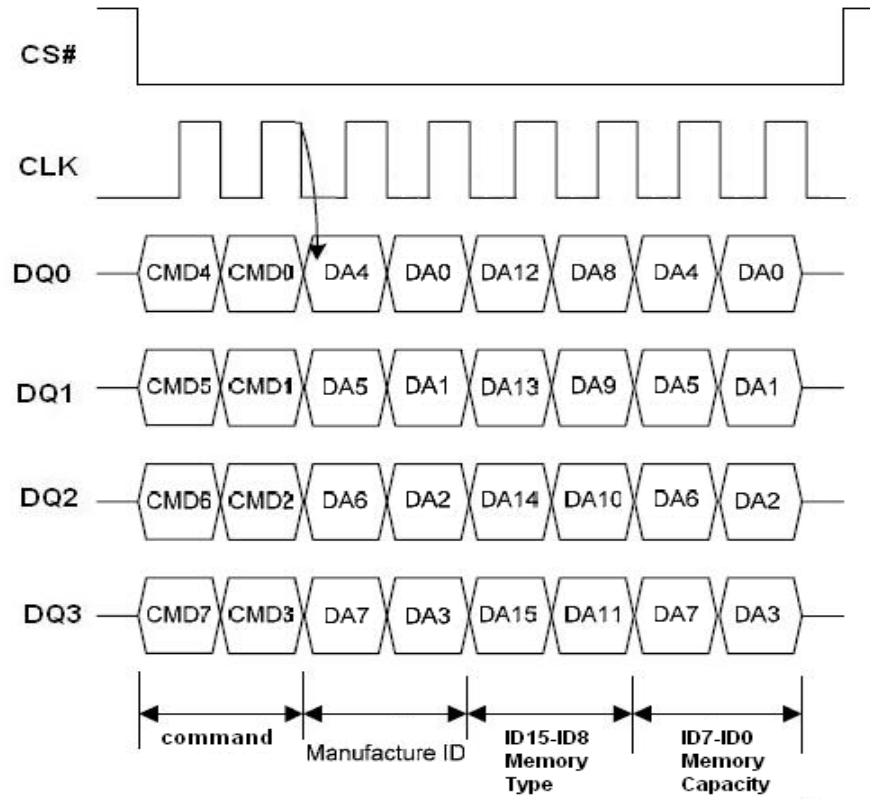 CS#
CLK
DQ0 CMD4 CMD0 DA4 DA0 DA12 DA8 DA4 DA0
DQ1 CMD5 CMD1 DA5 DA1 DA13 DA9 DA5 DA1
DQ2 CMD6 CMD2 DA6 DA2 DA14 DA10 DA6 DA2
DQ3 CMD7 CMD3 DA7 DA3 DA15 DA11 DA7 DA3
command
Manufacture ID
ID15-ID8
Memory
Type
ID7-ID0
Memory
Capacity